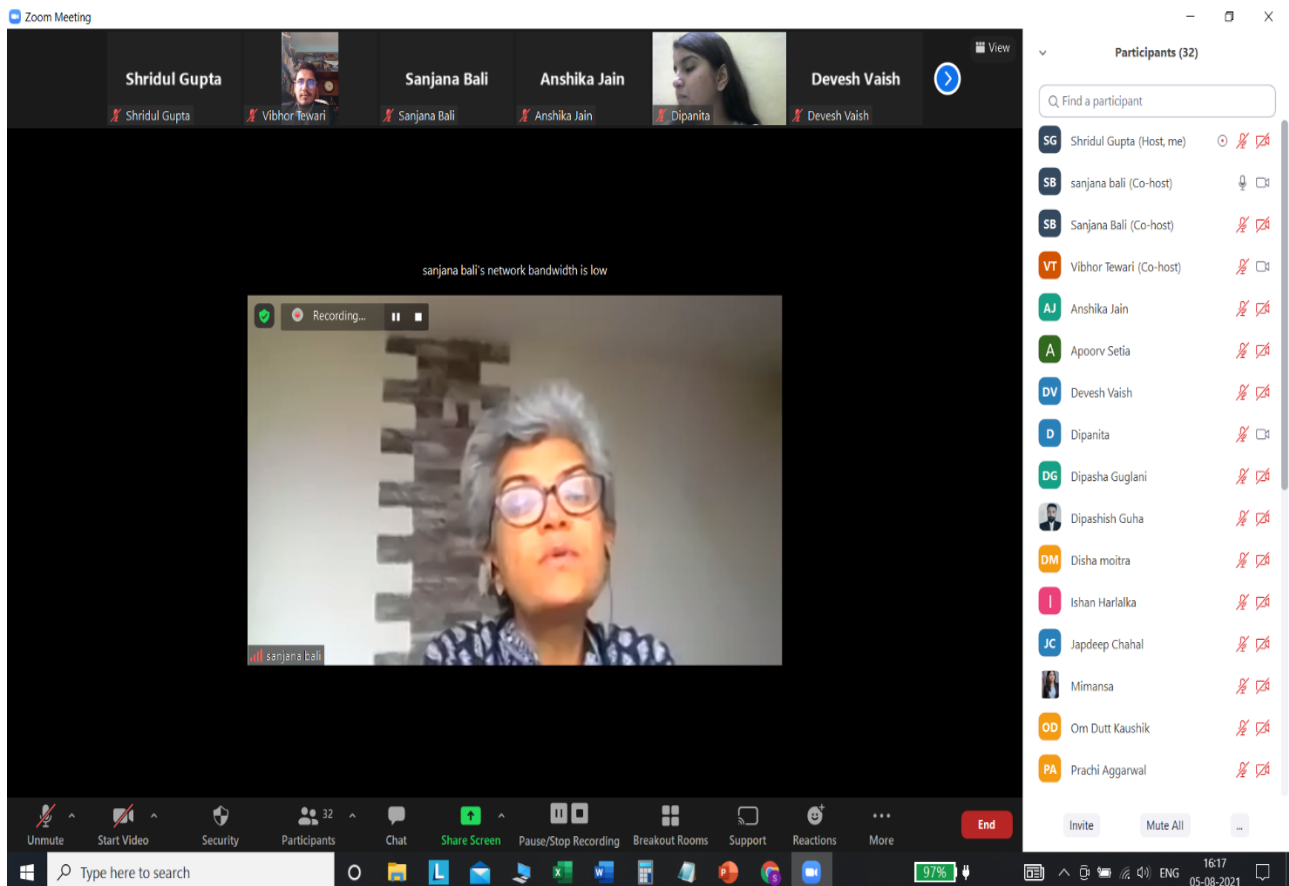 Zoom Meeting
View
Shridul Gupta
Sanjana Bali
Anshika Jain
Devesh Vaish
Shridul Gupta
Vibhor Tewari
Sanjana Bali
Anshika Jain
Dipanita
Devesh Vaish
sanjana bali's network bandwidth is low
Recording...
sanjana bali
Participants (32)
Find a participant
SG Shridul Gupta (Host, me)
SB sanjana bali (Co-host)
SB Sanjana Bali (Co-host)
VT Vibhor Tewari (Co-host)
AJ Anshika Jain
A Apoorv Setia
DV Devesh Vaish
D Dipanita
DG Dipasha Guglani
Dipashish Guha
DM Disha moitra
I Ishan Harlalka
JC Japdeep Chahal
Mimansa
OD Om Dutt Kaushik
PA Prachi Aggarwal
Invite
Mute All
...
32
Unmute
Start Video
Security
Participants
Chat
Share Screen
Pause/Stop Recording
Breakout Rooms
Support
Reactions
More
End
Type here to search
L
97%
ENG
16:17
05-08-2021